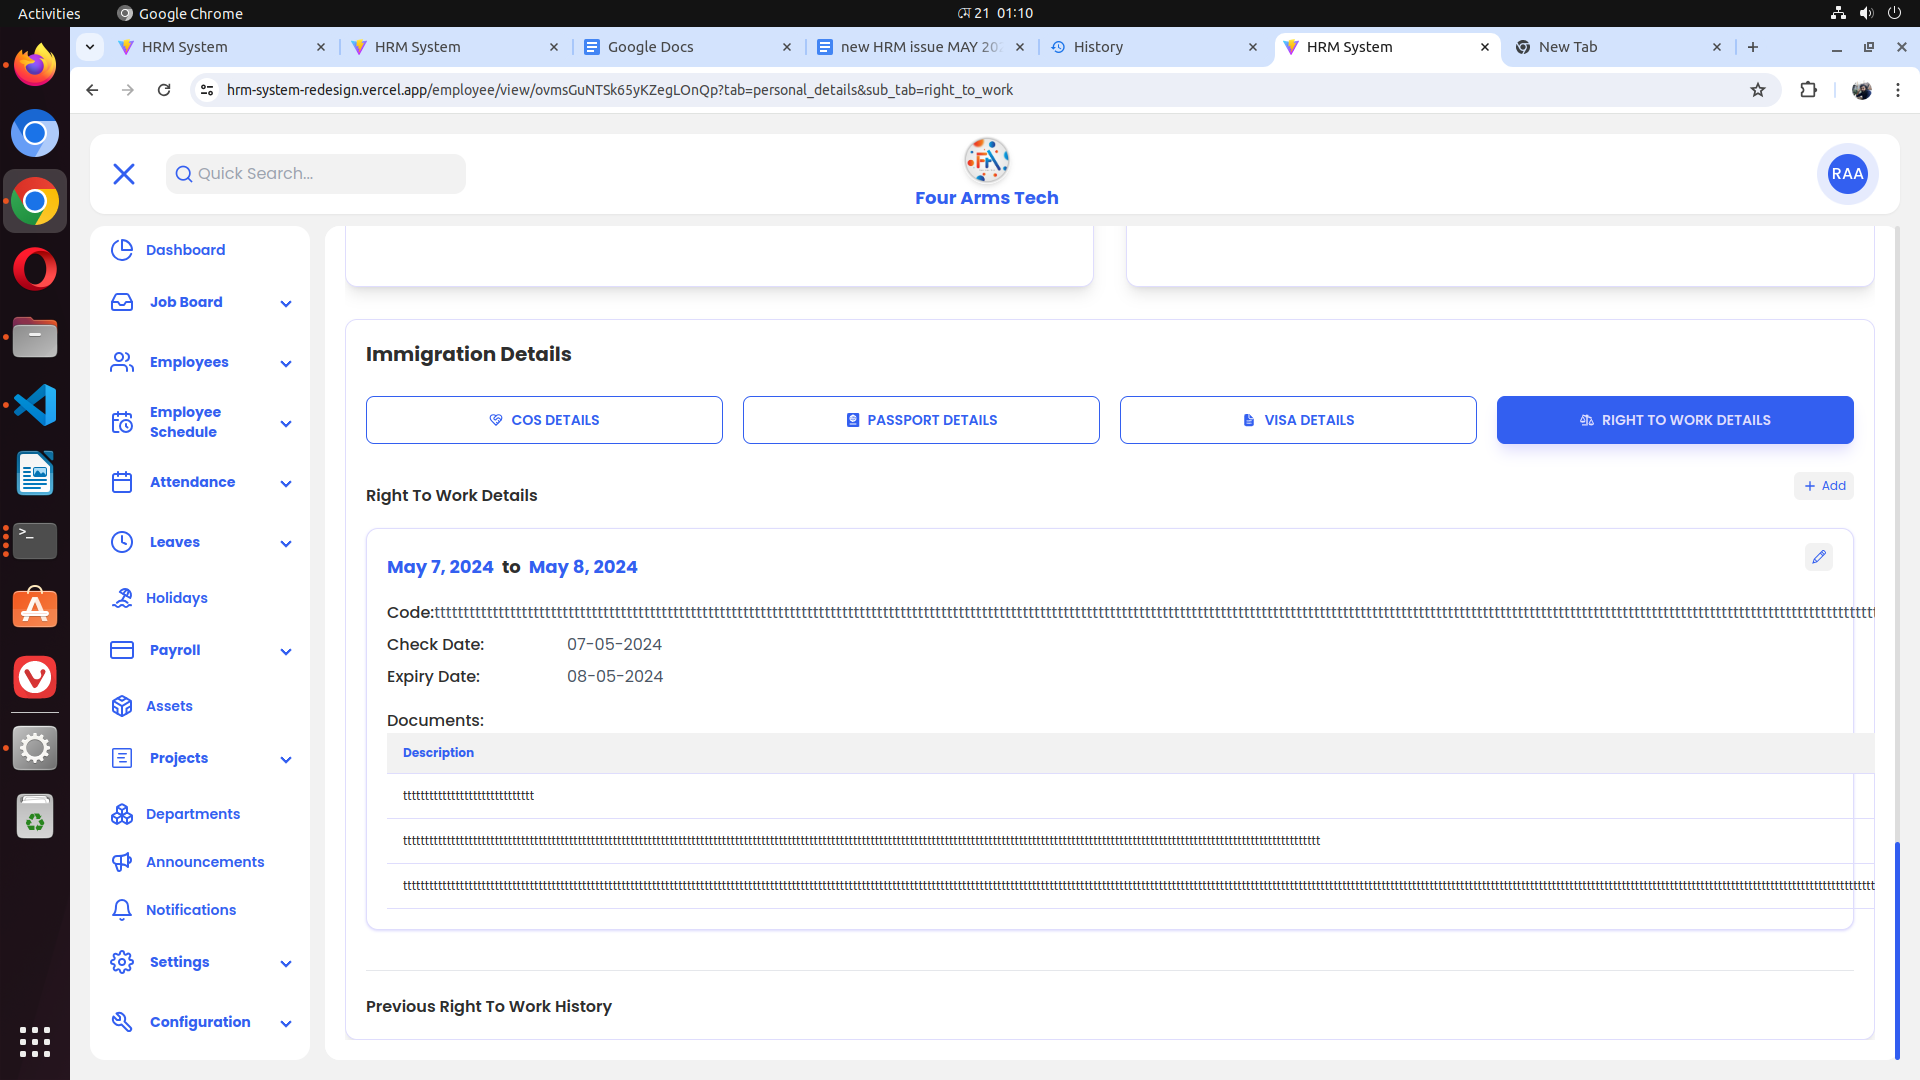 Activities
Google Chrome
মে 21 01:10
HRM System
HRM System
Google Docs
new HRM issue MAY 202
History
HRM System
New Tab
hrm-system-redesign.vercel.app/employee/view/ovmsGuNTSk65yKZegLOnQp?tab=personal_details&sub_tab=right_to_work
Quick Search...
Four Arms Tech
RAA
Dashboard
Job Board
Employees
Employee
Schedule
Attendance
Leaves
Holidays
Payroll
Assets
Projects
Departments
Announcements
Notifications
Settings
Configuration
Immigration Details
COS DETAILS
PASSPORT DETAILS
VISA DETAILS
RIGHT TO WORK DETAILS
Right To Work Details
Add
May 7, 2024 to May 8, 2024
Code:
Check Date: 07-05-2024
Expiry Date: 08-05-2024
Documents:
Description
Previous Right To Work History